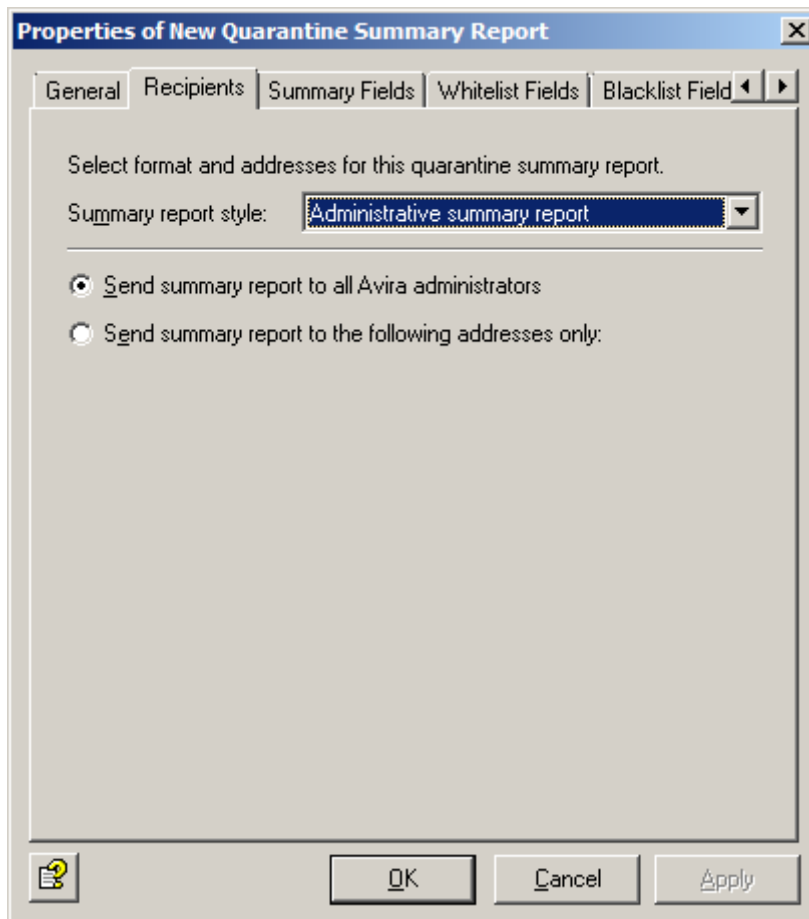 Properties of New Quarantine Summary Report
General Recipients Summary Fields Whitelist Fields Blacklist Field
Select format and addresses for this quarantine summary report.
Summary report style: Administrative summary report
Send summary report to all Avira administrators
Send summary report to the following addresses only:
OK Cancel Apply